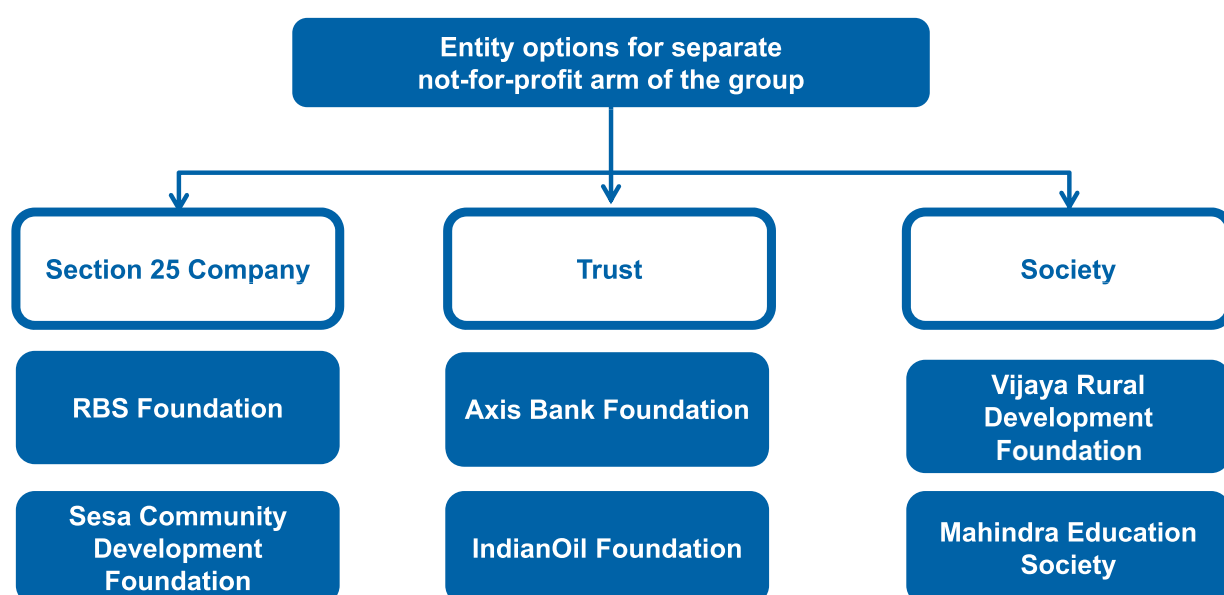 Entity options for separate
not-for-profit arm of the group
Section 25 Company
Trust
Society
RBS Foundation
Axis Bank Foundation
Vijaya Rural
Development
Foundation
Sesa Community
Development
Foundation
IndianOil Foundation
Mahindra Education
Society